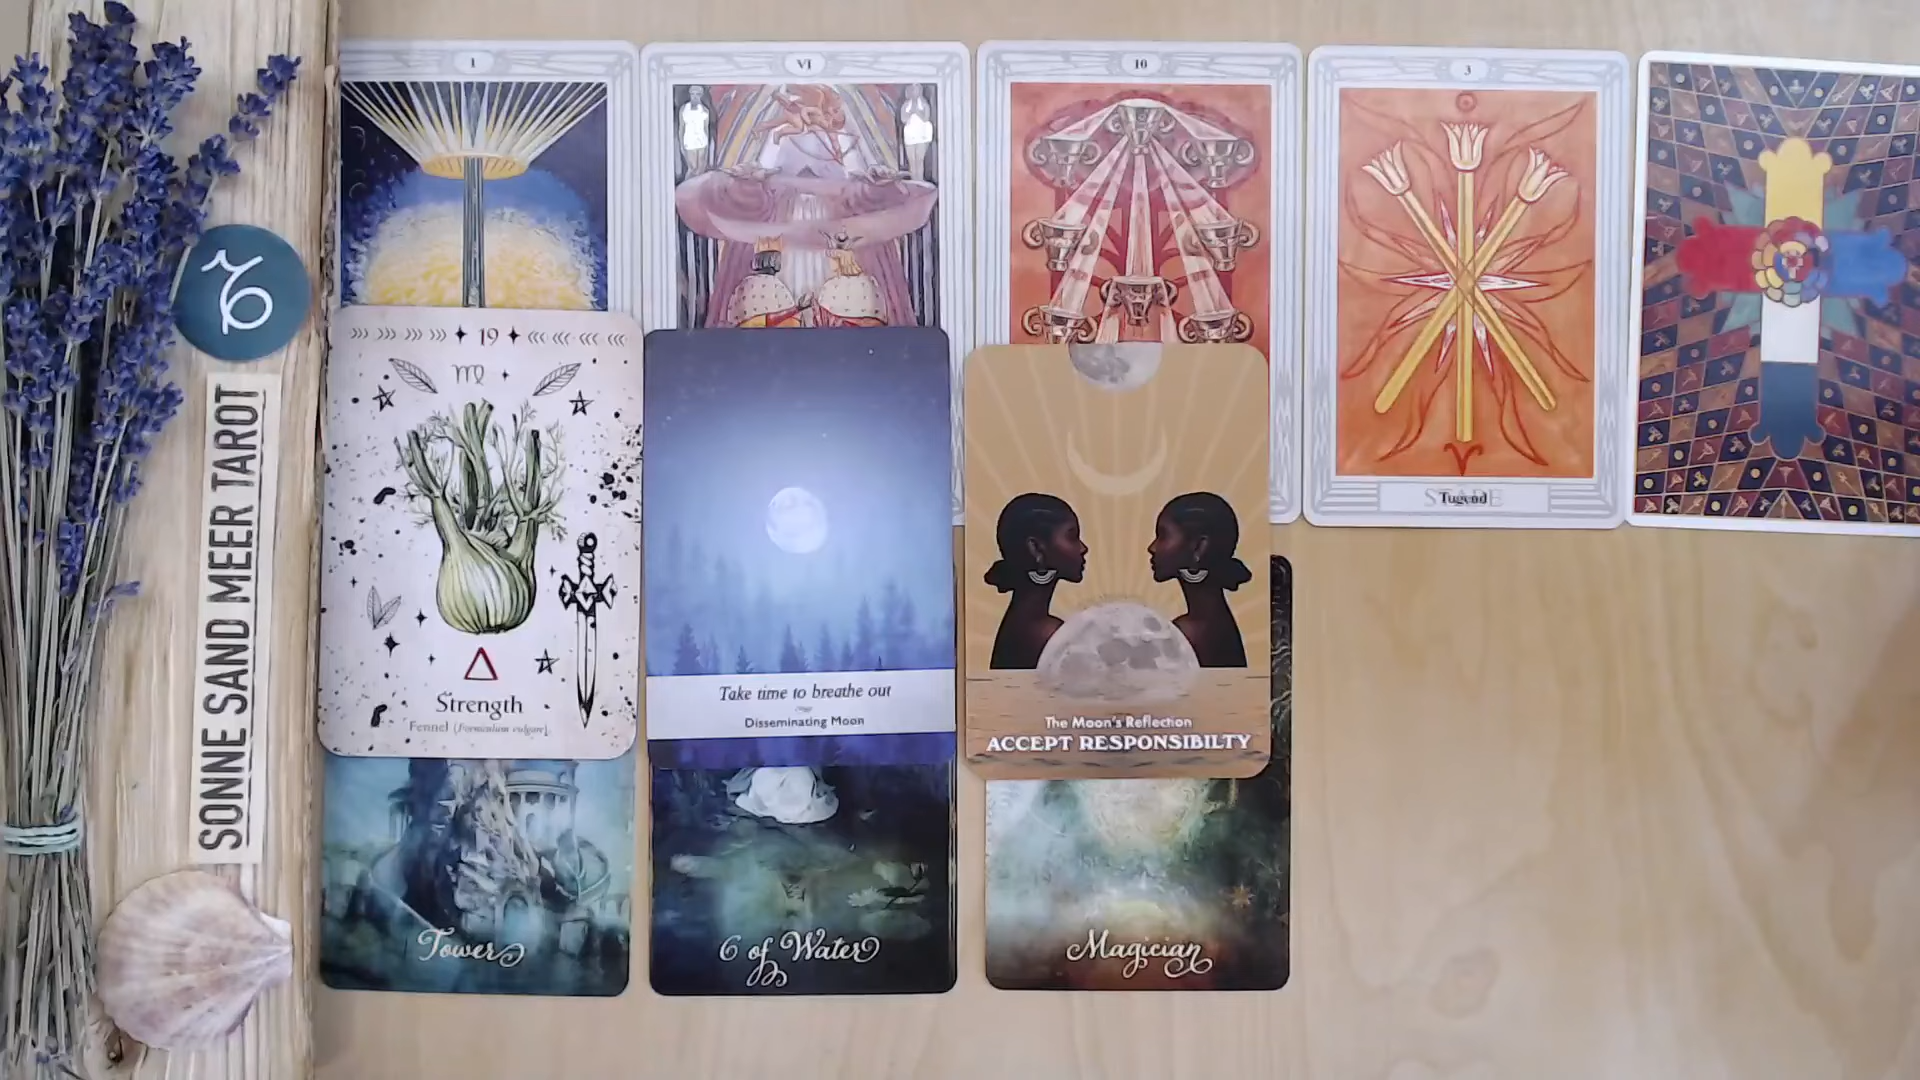 1
VI
10
3
19
Strength
Fennel (Foeniculum vulgare)
Take time to breathe out
Disseminating Moon
The Moon's Reflection
ACCEPT RESPONSIBILTY
Tugend
Tower
6 of Water
Magician
SONNE SAND MEER TAROT